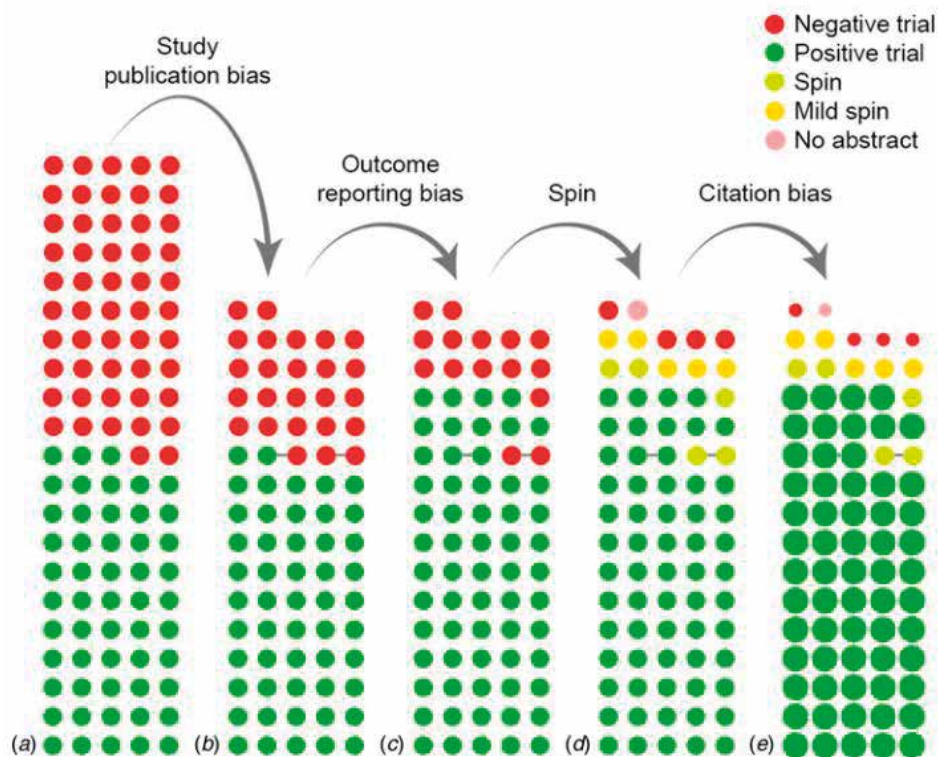 Study
publication bias
Outcome
reporting bias
Spin
Citation bias
Negative trial
Positive trial
Spin
Mild spin
No abstract
(a)
(b)
(c)
(d)
(e)